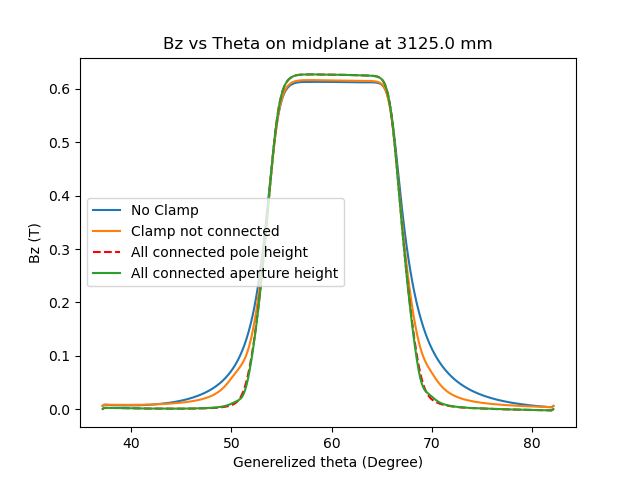 Bz vs Theta on midplane at 3125.0 mm
0.6
0.5
0.4
0.3
0.2
0.1
0.0
Bz (T)
No Clamp
Clamp not connected
All connected pole height
All connected aperture height
40
50
60
70
80
Generelized theta (Degree)